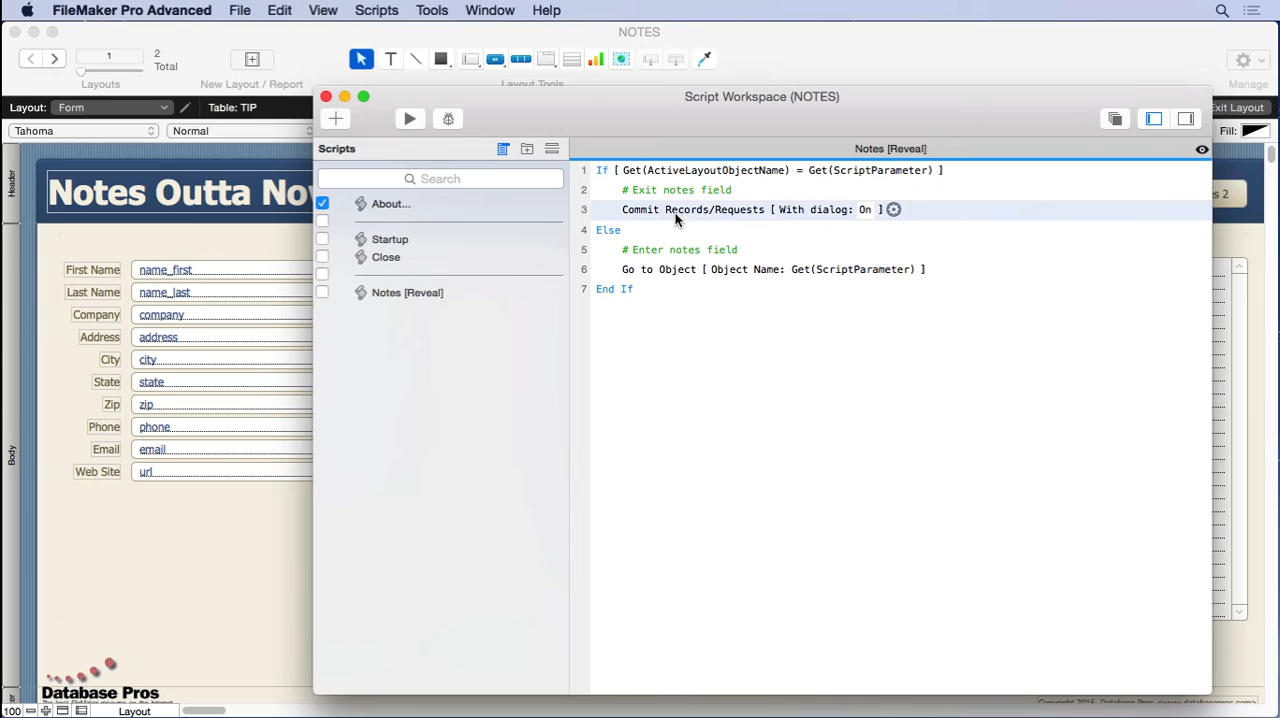 FileMaker Pro Advanced File Edit View Scripts Tools Window Help
NOTES
1
2
Total
Layouts
New Layout / Report
Layout Tools
Manage
Layout: Form
Table: TIP
Exit Layout
Tahoma
Normal
Fill:
Script Workspace (NOTES)
Scripts
Notes [Reveal]
Search
About...
Startup
Close
Notes [Reveal]
1 If [ Get(ActiveLayoutObjectName) = Get(ScriptParameter) ]
2 # Exit notes field
3 Commit Records/Requests [ With dialog: On ]
4 Else
5 # Enter notes field
6 Go to Object [ Object Name: Get(ScriptParameter) ]
7 End If
Header
Notes Outta No
s 2
Body
First Name name_first
Last Name name_last
Company company
Address address
City city
State state
Zip zip
Phone phone
Email email
Web Site url
Database Pros
100
Layout